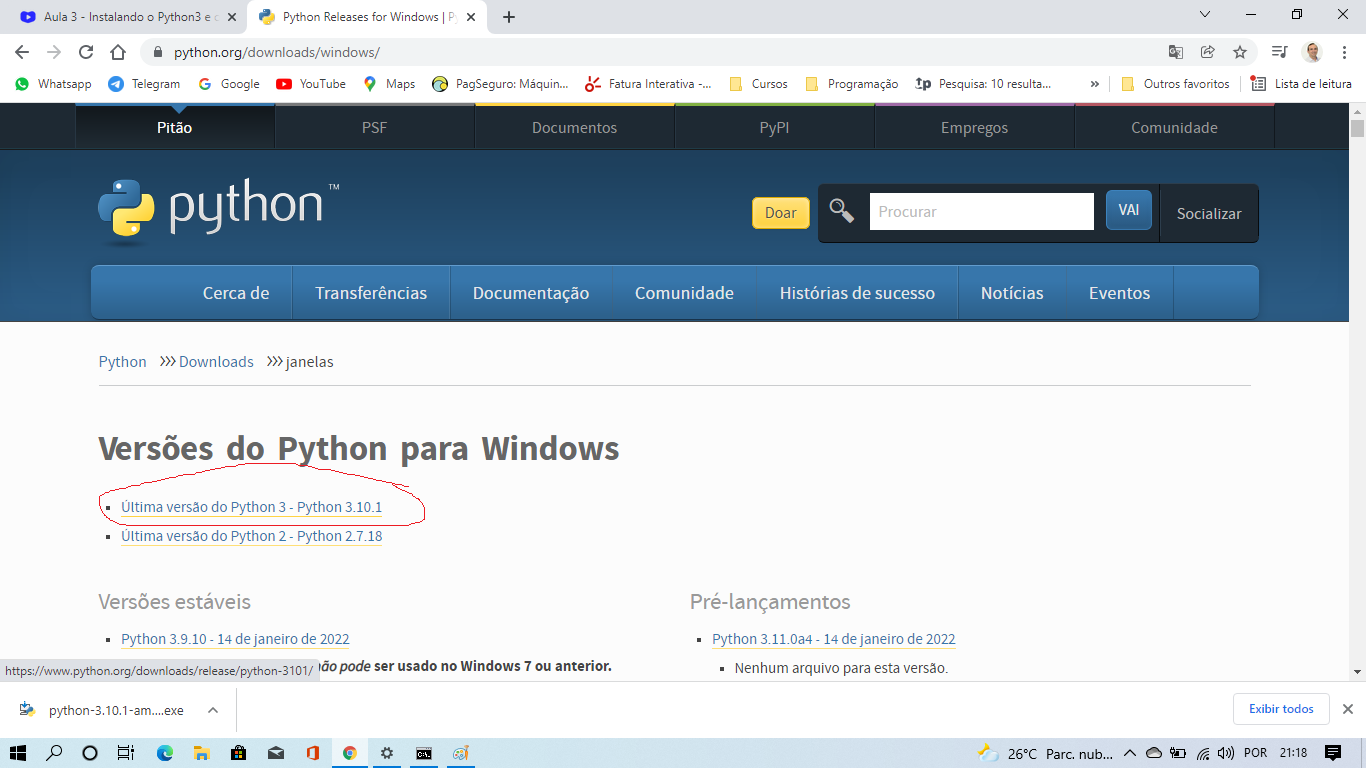 Aula 3 - Instalando o Python3 e c
Python Releases for Windows | Py
python.org/downloads/windows/
Whatsapp
Telegram
Google
YouTube
Maps
PagSeguro: Máquin...
Fatura Interativa -...
Cursos
Programação
Pesquisa: 10 resulta...
»
Outros favoritos
Lista de leitura
Pitão
PSF
Documentos
PyPI
Empregos
Comunidade
python™
Doar
Procurar
VAI
Socializar
Cerca de
Transferências
Documentação
Comunidade
Histórias de sucesso
Notícias
Eventos
Python >>> Downloads >>> janelas
Versões do Python para Windows
Última versão do Python 3 - Python 3.10.1
Última versão do Python 2 - Python 2.7.18
Versões estáveis
Python 3.9.10 - 14 de janeiro de 2022
não pode ser usado no Windows 7 ou anterior.
Pré-lançamentos
Python 3.11.0a4 - 14 de janeiro de 2022
Nenhum arquivo para esta versão.
https://www.python.org/downloads/release/python-3101/
python-3.10.1-am....exe
Exibir todos
26°C Parc. nub...
POR
21:18